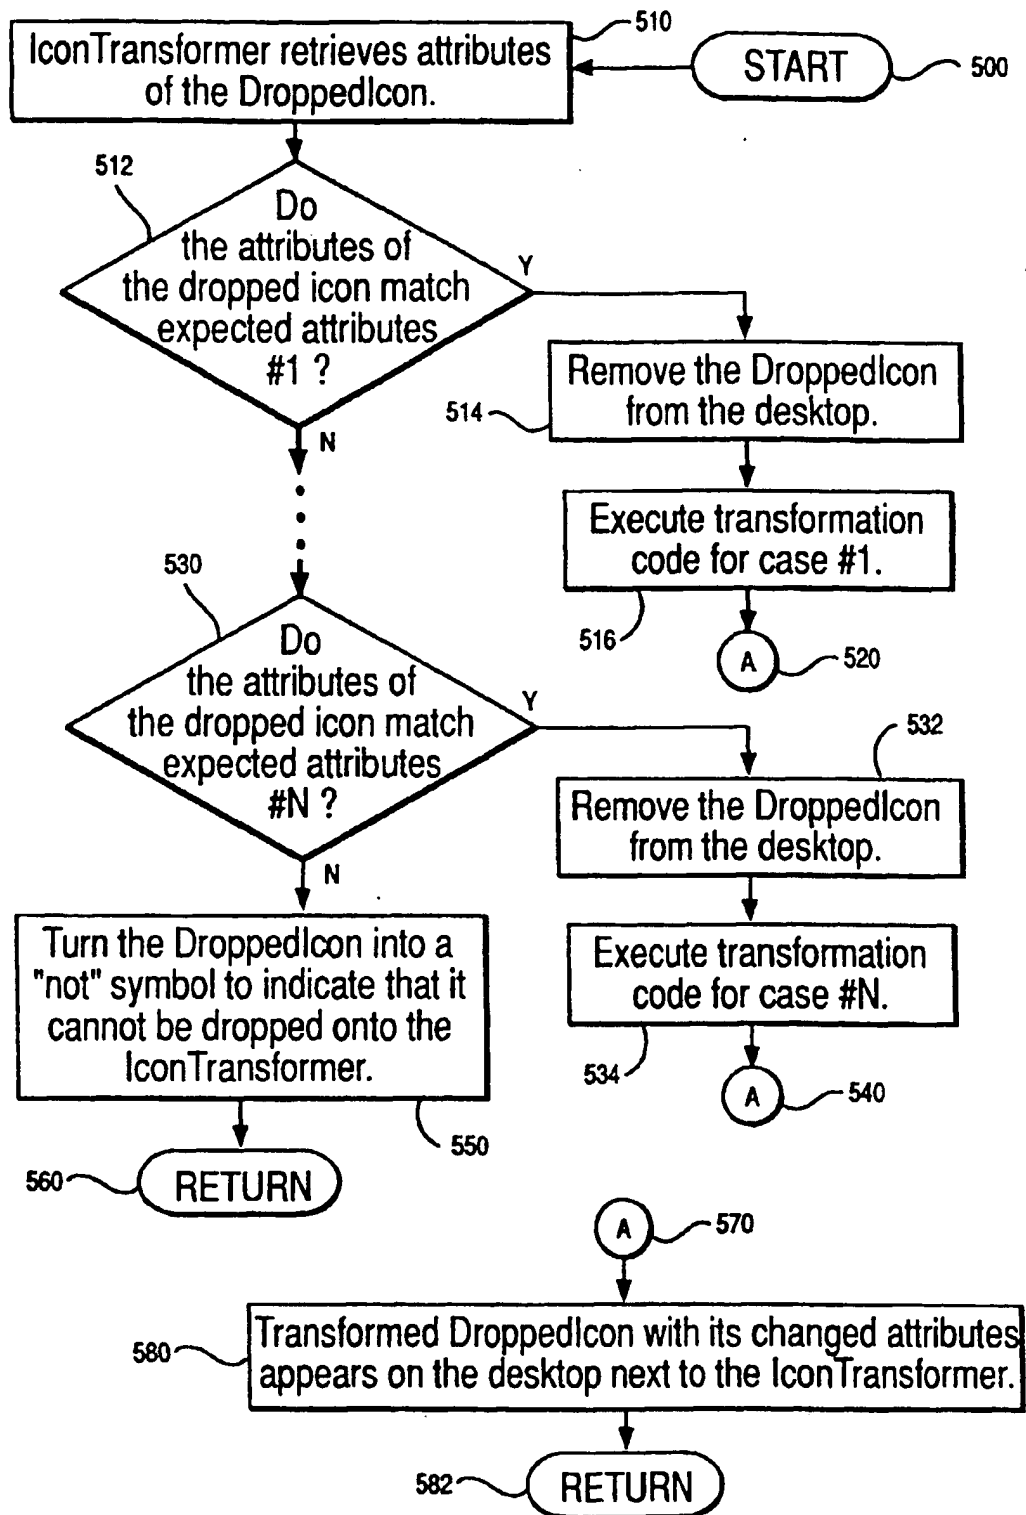 510
IconTransformer retrieves attributes
of the DroppedIcon.
START
500
512
Do
the attributes of
the dropped icon match
expected attributes
#1 ?
Y
N
Remove the DroppedIcon
from the desktop.
514
Execute transformation
code for case #1.
516
A
520
530
Do
the attributes of
the dropped icon match
expected attributes
#N ?
Y
N
532
Remove the DroppedIcon
from the desktop.
Execute transformation
code for case #N.
534
A
540
Turn the DroppedIcon into a
"not" symbol to indicate that it
cannot be dropped onto the
IconTransformer.
550
560
RETURN
A
570
580
Transformed DroppedIcon with its changed attributes
appears on the desktop next to the IconTransformer.
582
RETURN